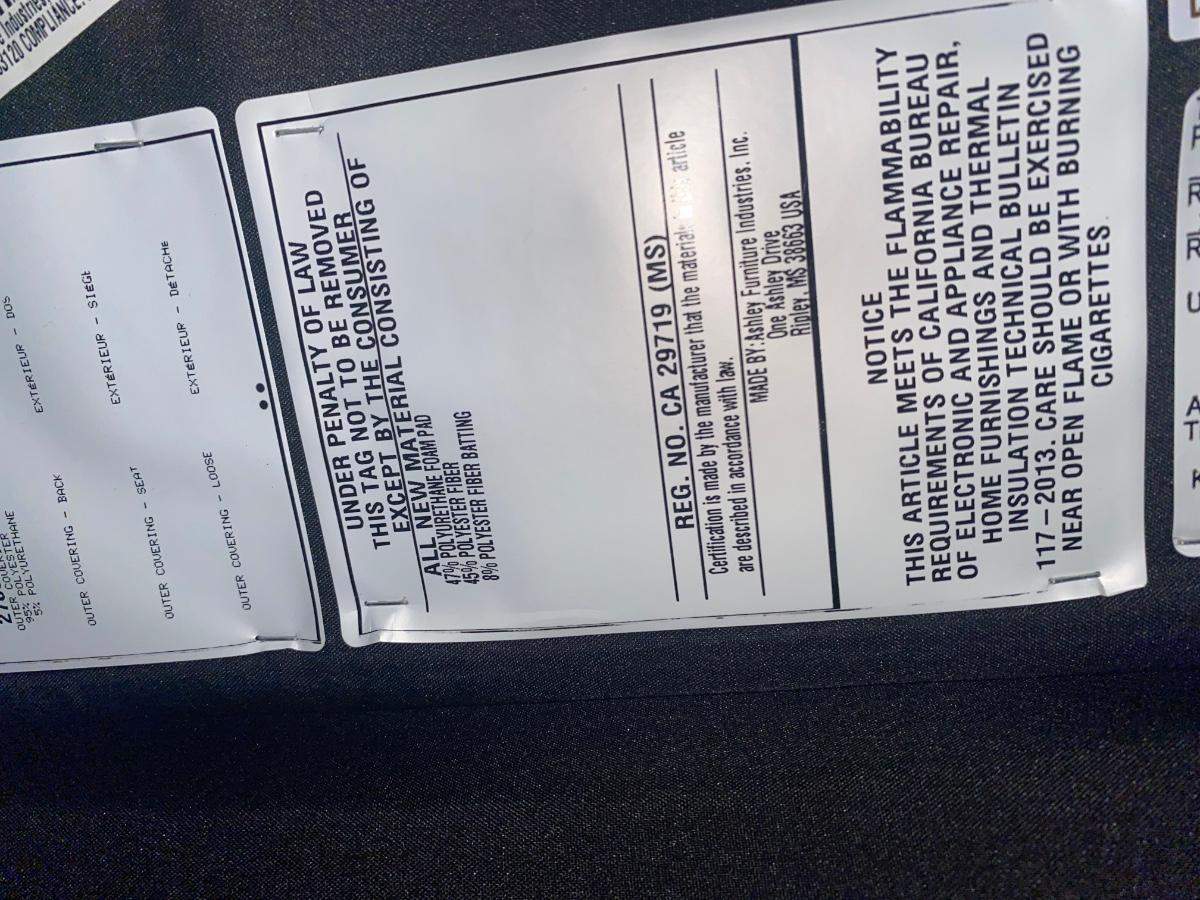 Industries
93120 COMPLIANCE
OUTER COVERING
95% POLYESTER
5% POLYURETHANE
OUTER COVERING - BACK EXTÉRIEUR - DOS
OUTER COVERING - SEAT EXTÉRIEUR - SIÉGE
OUTER COVERING - LOOSE EXTÉRIEUR - DÉTACHÉ
UNDER PENALTY OF LAW
THIS TAG NOT TO BE REMOVED
EXCEPT BY THE CONSUMER
ALL NEW MATERIAL CONSISTING OF
47% POLYURETHANE FOAM PAD
45% POLYESTER FIBER
8% POLYESTER FIBER BATTING
REG. NO. CA 29719 (MS)
Certification is made by the manufacturer that the materials in this article
are described in accordance with law.
MADE BY: Ashley Furniture Industries. Inc.
One Ashley Drive
Ripley, MS 38663 USA
NOTICE
THIS ARTICLE MEETS THE FLAMMABILITY
REQUIREMENTS OF CALIFORNIA BUREAU
OF ELECTRONIC AND APPLIANCE REPAIR,
HOME FURNISHINGS AND THERMAL
INSULATION TECHNICAL BULLETIN
117-2013. CARE SHOULD BE EXERCISED
NEAR OPEN FLAME OR WITH BURNING
CIGARETTES.